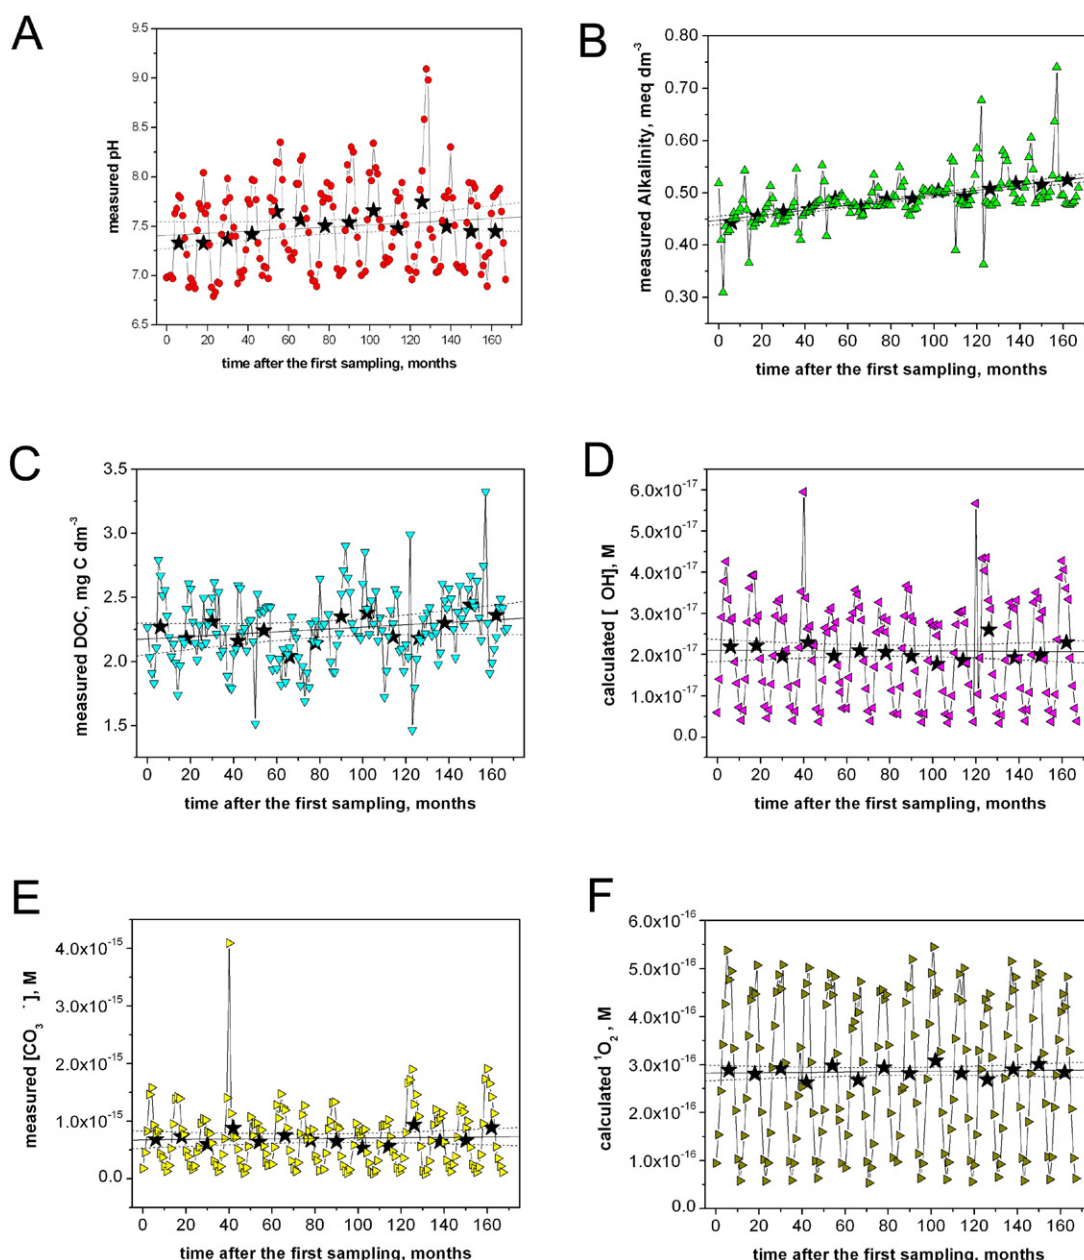 A
9.5
9.0
8.5
8.0
7.5
7.0
6.5
measured pH
0 20 40 60 80 100 120 140 160
time after the first sampling, months
B
0.80
0.70
0.60
0.50
0.40
0.30
measured Alkalinity, meq dm⁻³
0 20 40 60 80 100 120 140 160
time after the first sampling, months
C
3.5
3.0
2.5
2.0
1.5
measured DOC, mg C dm⁻³
0 20 40 60 80 100 120 140 160
time after the first sampling, months
D
6.0x10⁻¹⁷
5.0x10⁻¹⁷
4.0x10⁻¹⁷
3.0x10⁻¹⁷
2.0x10⁻¹⁷
1.0x10⁻¹⁷
0.0
calculated [ OH], M
0 20 40 60 80 100 120 140 160
time after the first sampling, months
E
4.0x10⁻¹⁵
3.0x10⁻¹⁵
2.0x10⁻¹⁵
1.0x10⁻¹⁵
0.0
measured [CO₃ ˙⁻], M
0 20 40 60 80 100 120 140 160
time after the first sampling, months
F
6.0x10⁻¹⁶
5.0x10⁻¹⁶
4.0x10⁻¹⁶
3.0x10⁻¹⁶
2.0x10⁻¹⁶
1.0x10⁻¹⁶
0.0
calculated ¹O₂ , M
0 20 40 60 80 100 120 140 160
time after the first sampling, months